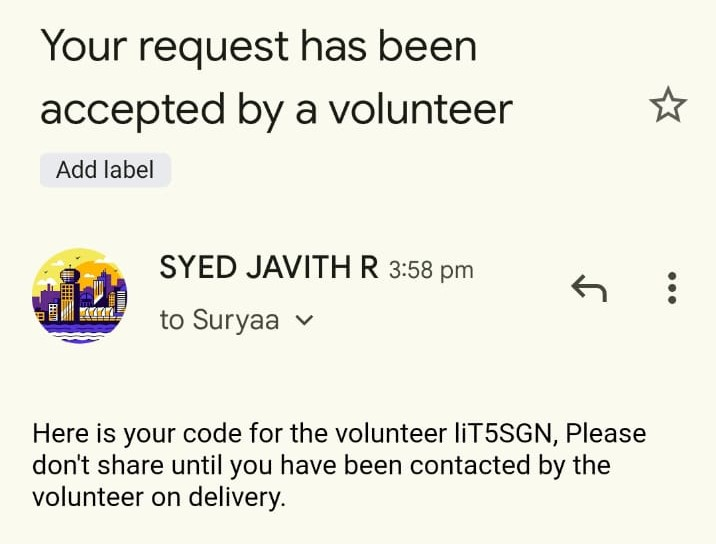 Your request has been
accepted by a volunteer
Add label
SYED JAVITH R 3:58 pm
to Suryaa
Here is your code for the volunteer liT5SGN, Please
don't share until you have been contacted by the
volunteer on delivery.